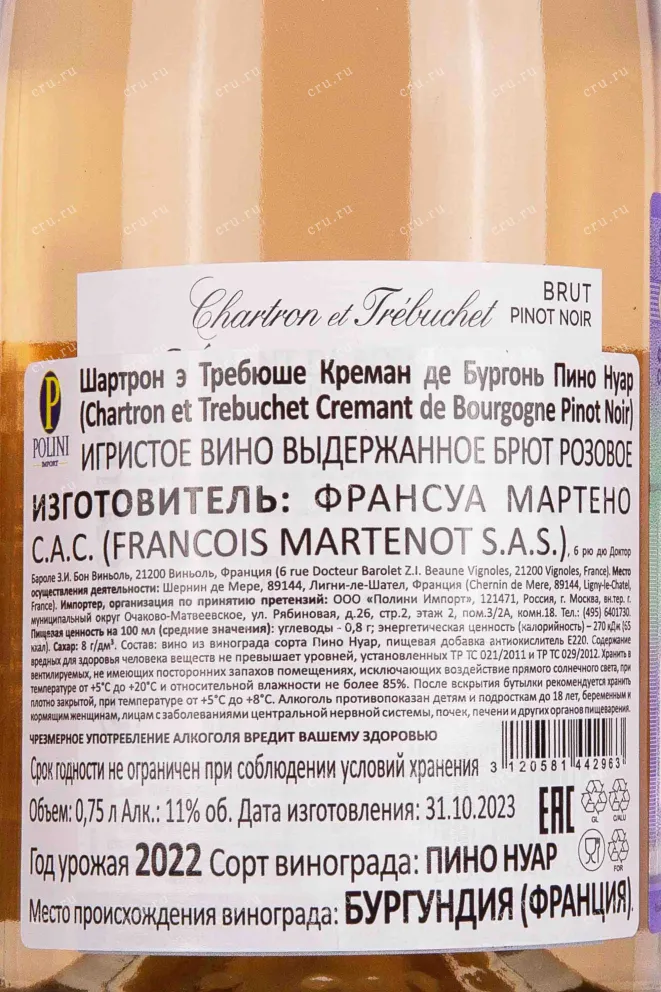 Chartron et Trébuchet
BRUT
PINOT NOIR
P
POLINI
IMPORT
Шартрон э Требюше Креман де Бургонь Пино Нуар
(Chartron et Trebuchet Cremant de Bourgogne Pinot Noir)
ИГРИСТОЕ ВИНО ВЫДЕРЖАННОЕ БРЮТ РОЗОВОЕ
ИЗГОТОВИТЕЛЬ: ФРАНСУА МАРТЕНО
С.А.С. (FRANCOIS MARTENOT S.A.S.), 6 рю дю Доктор
Бароле З.И. Бон Виньоль, 21200 Виньоль, Франция (6 rue Docteur Barolet Z.I. Beaune Vignoles, 21200 Vignoles, France). Место
осуществления деятельности: Шернин де Мере, 89144, Лигни-ле-Шател, Франция (Chernin de Mere, 89144, Ligny-le-Chatel,
France). Импортер, организация по принятию претензий: ООО «Полини Импорт», 121471, Россия, г. Москва, вн.тер. г.
муниципальный округ Очаково-Матвеевское, ул. Рябиновая, д.26, стр.2, этаж 2, пом.3/2А, комн.18. Тел.: (495) 6401730.
Пищевая ценность на 100 мл (средние значения): углеводы - 0,8 г; энергетическая ценность (калорийность) – 270 кДж (65
ккал). Сахар: 8 г/дм³. Состав: вино из винограда сорта Пино Нуар, пищевая добавка антиокислитель Е220. Содержание
вредных для здоровья человека веществ не превышает уровней, установленных ТР ТС 021/2011 и ТР ТС 029/2012. Хранить в
вентилируемых, не имеющих посторонних запахов помещениях, исключающих воздействие прямого солнечного света, при
температуре от +5°С до +20°С и относительной влажности не более 85%. После вскрытия бутылки рекомендуется хранить
плотно закрытой, при температуре от +5°С до +8°С. Алкоголь противопоказан детям и подросткам до 18 лет, беременным и
кормящим женщинам, лицам с заболеваниями центральной нервной системы, почек, печени и других органов пищеварения.
ЧРЕЗМЕРНОЕ УПОТРЕБЛЕНИЕ АЛКОГОЛЯ ВРЕДИТ ВАШЕМУ ЗДОРОВЬЮ
Срок годности не ограничен при соблюдении условий хранения
3 120581 442963
Объем: 0,75 л Алк.: 11% об. Дата изготовления: 31.10.2023
EAC
GL
C/ALU
Год урожая 2022 Сорт винограда: ПИНО НУАР
FOR
Место происхождения винограда: БУРГУНДИЯ (ФРАНЦИЯ).